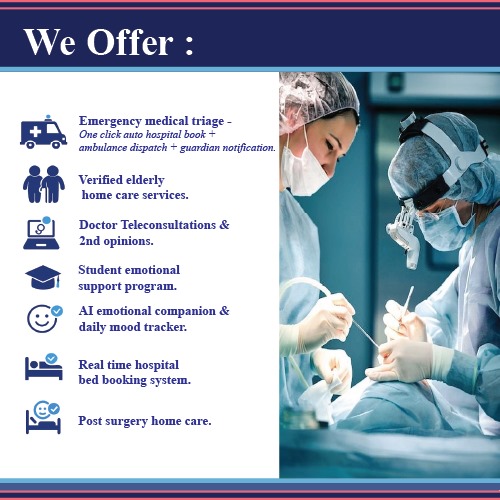 We Offer :
Emergency medical triage -
One click auto hospital book +
ambulance dispatch + guardian notification.
Verified elderly
home care services.
Doctor Teleconsultations &
2nd opinions.
Student emotional
support program.
AI emotional companion &
daily mood tracker.
Real time hospital
bed booking system.
Post surgery home care.